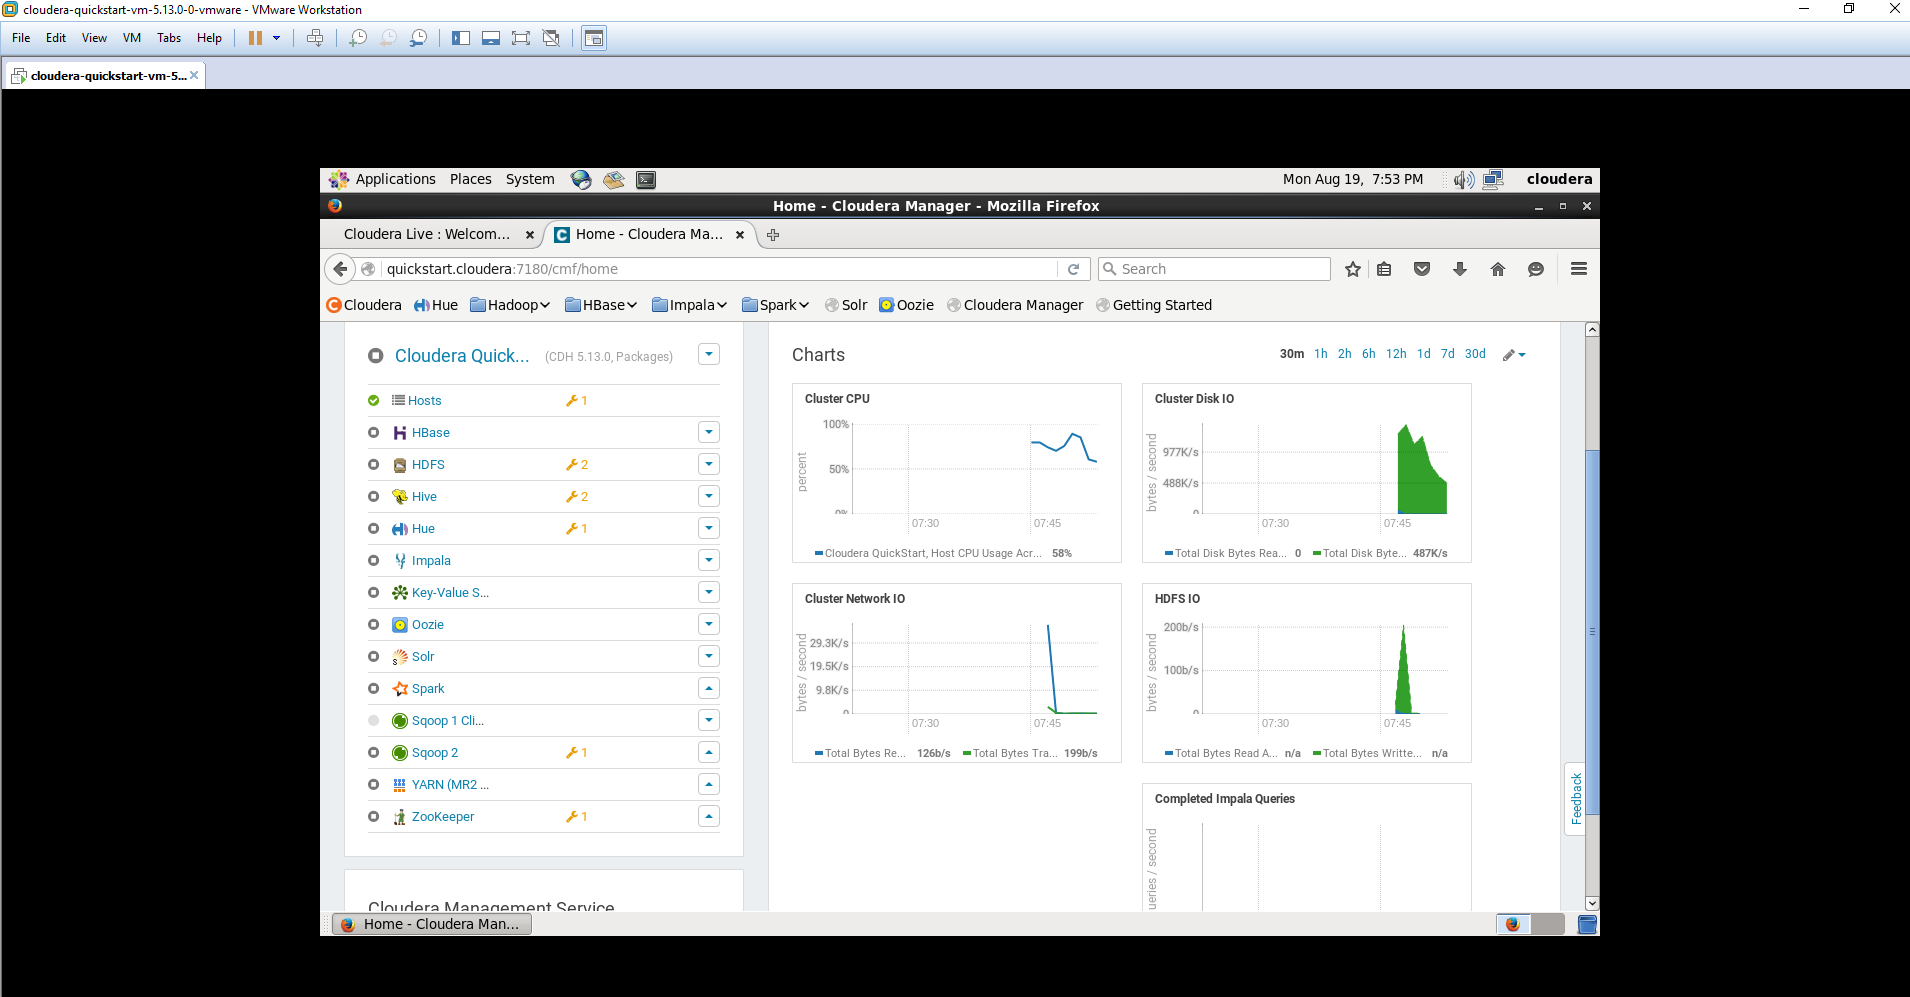 cloudera-quickstart-vm-5.13.0-0-vmware - VMware Workstation
File Edit View VM Tabs Help
cloudera-quickstart-vm-5...
Applications Places System Mon Aug 19, 7:53 PM cloudera
Home - Cloudera Manager - Mozilla Firefox
Cloudera Live : Welcom... Home - Cloudera Ma...
quickstart.cloudera:7180/cmf/home Search
Cloudera Hue Hadoop HBase Impala Spark Solr Oozie Cloudera Manager Getting Started
Cloudera Quick... (CDH 5.13.0, Packages)
Hosts 1
HBase
HDFS 2
Hive 2
Hue 1
Impala
Key-Value S...
Oozie
Solr
Spark
Sqoop 1 Cli...
Sqoop 2 1
YARN (MR2 ...
ZooKeeper 1
Cloudera Management Service
Charts 30m 1h 2h 6h 12h 1d 7d 30d
Cluster CPU
percent
100%
50%
0%
07:30 07:45
Cloudera QuickStart, Host CPU Usage Acr... 58%
Cluster Disk IO
bytes / second
977K/s
488K/s
0
07:30 07:45
Total Disk Bytes Rea... 0 Total Disk Byte... 487K/s
Cluster Network IO
bytes / second
29.3K/s
19.5K/s
9.8K/s
0
07:30 07:45
Total Bytes Re... 126b/s Total Bytes Tra... 199b/s
HDFS IO
bytes / second
200b/s
100b/s
0
07:30 07:45
Total Bytes Read A... n/a Total Bytes Writte... n/a
Completed Impala Queries
ueries / second
Feedback
Home - Cloudera Man...